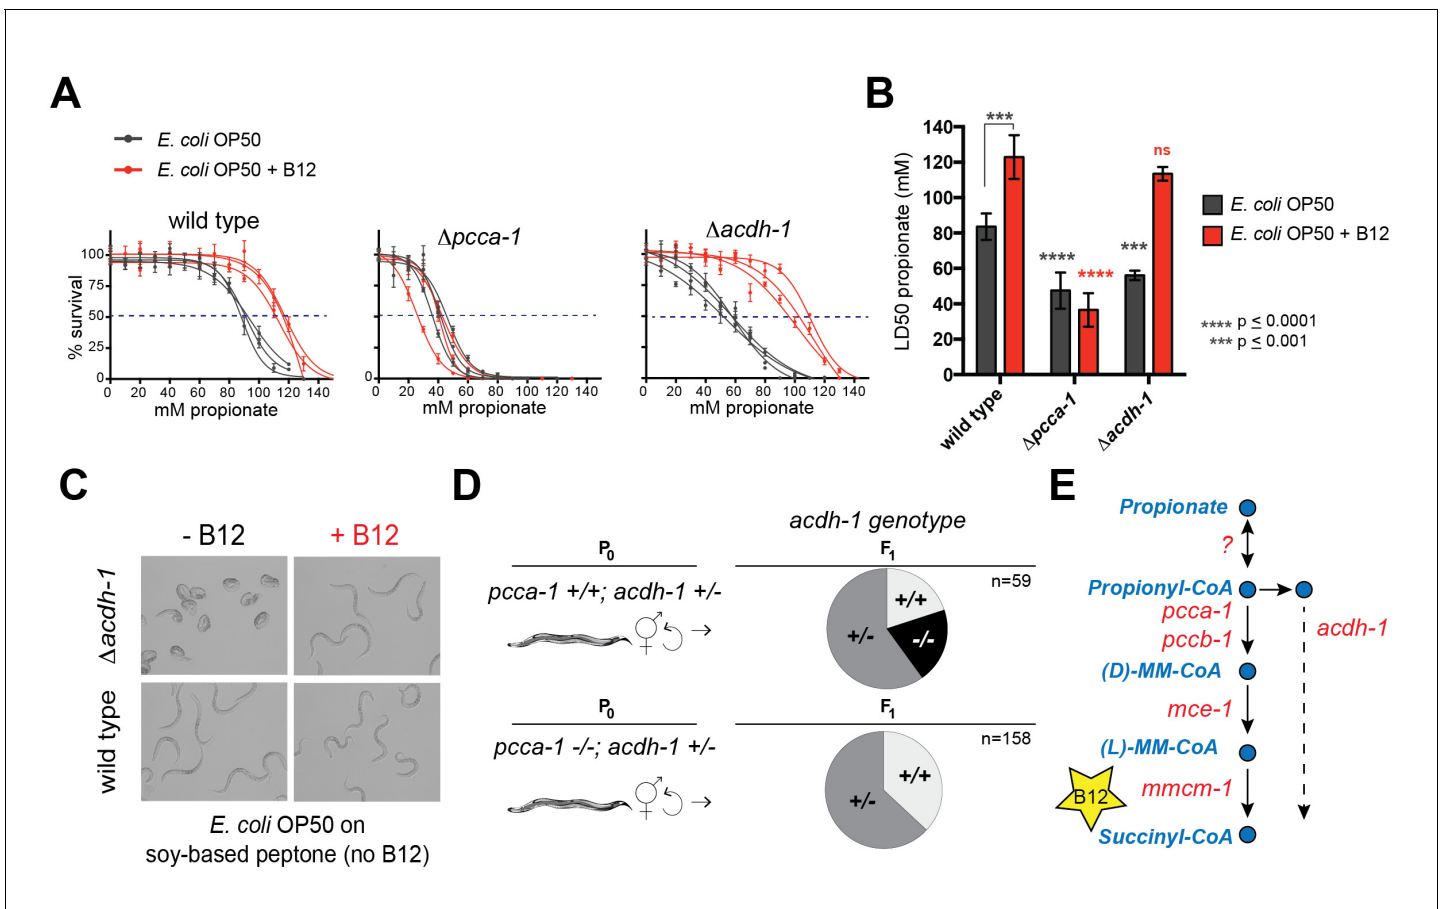 A
E. coli OP50
E. coli OP50 + B12
wild type
Δpcca-1
Δacdh-1
% survival
100
75
50
25
0
0 20 40 60 80 100 120 140
mM propionate
0
0 20 40 60 80 100 120 140
mM propionate
0 20 40 60 80 100 120 140
mM propionate
B
LD50 propionate (mM)
140
120
100
80
60
40
20
0
***
****
****
***
ns
wild type
Δpcca-1
Δacdh-1
E. coli OP50
E. coli OP50 + B12
**** p ≤ 0.0001
*** p ≤ 0.001
C
- B12
+ B12
Δacdh-1
wild type
E. coli OP50 on
soy-based peptone (no B12)
D
acdh-1 genotype
P0
F1
pcca-1 +/+; acdh-1 +/-
n=59
+/+
+/-
-/-
P0
F1
pcca-1 -/-; acdh-1 +/-
n=158
+/+
+/-
E
Propionate
?
Propionyl-CoA
pcca-1
pccb-1
acdh-1
(D)-MM-CoA
mce-1
(L)-MM-CoA
mmcm-1
B12
Succinyl-CoA